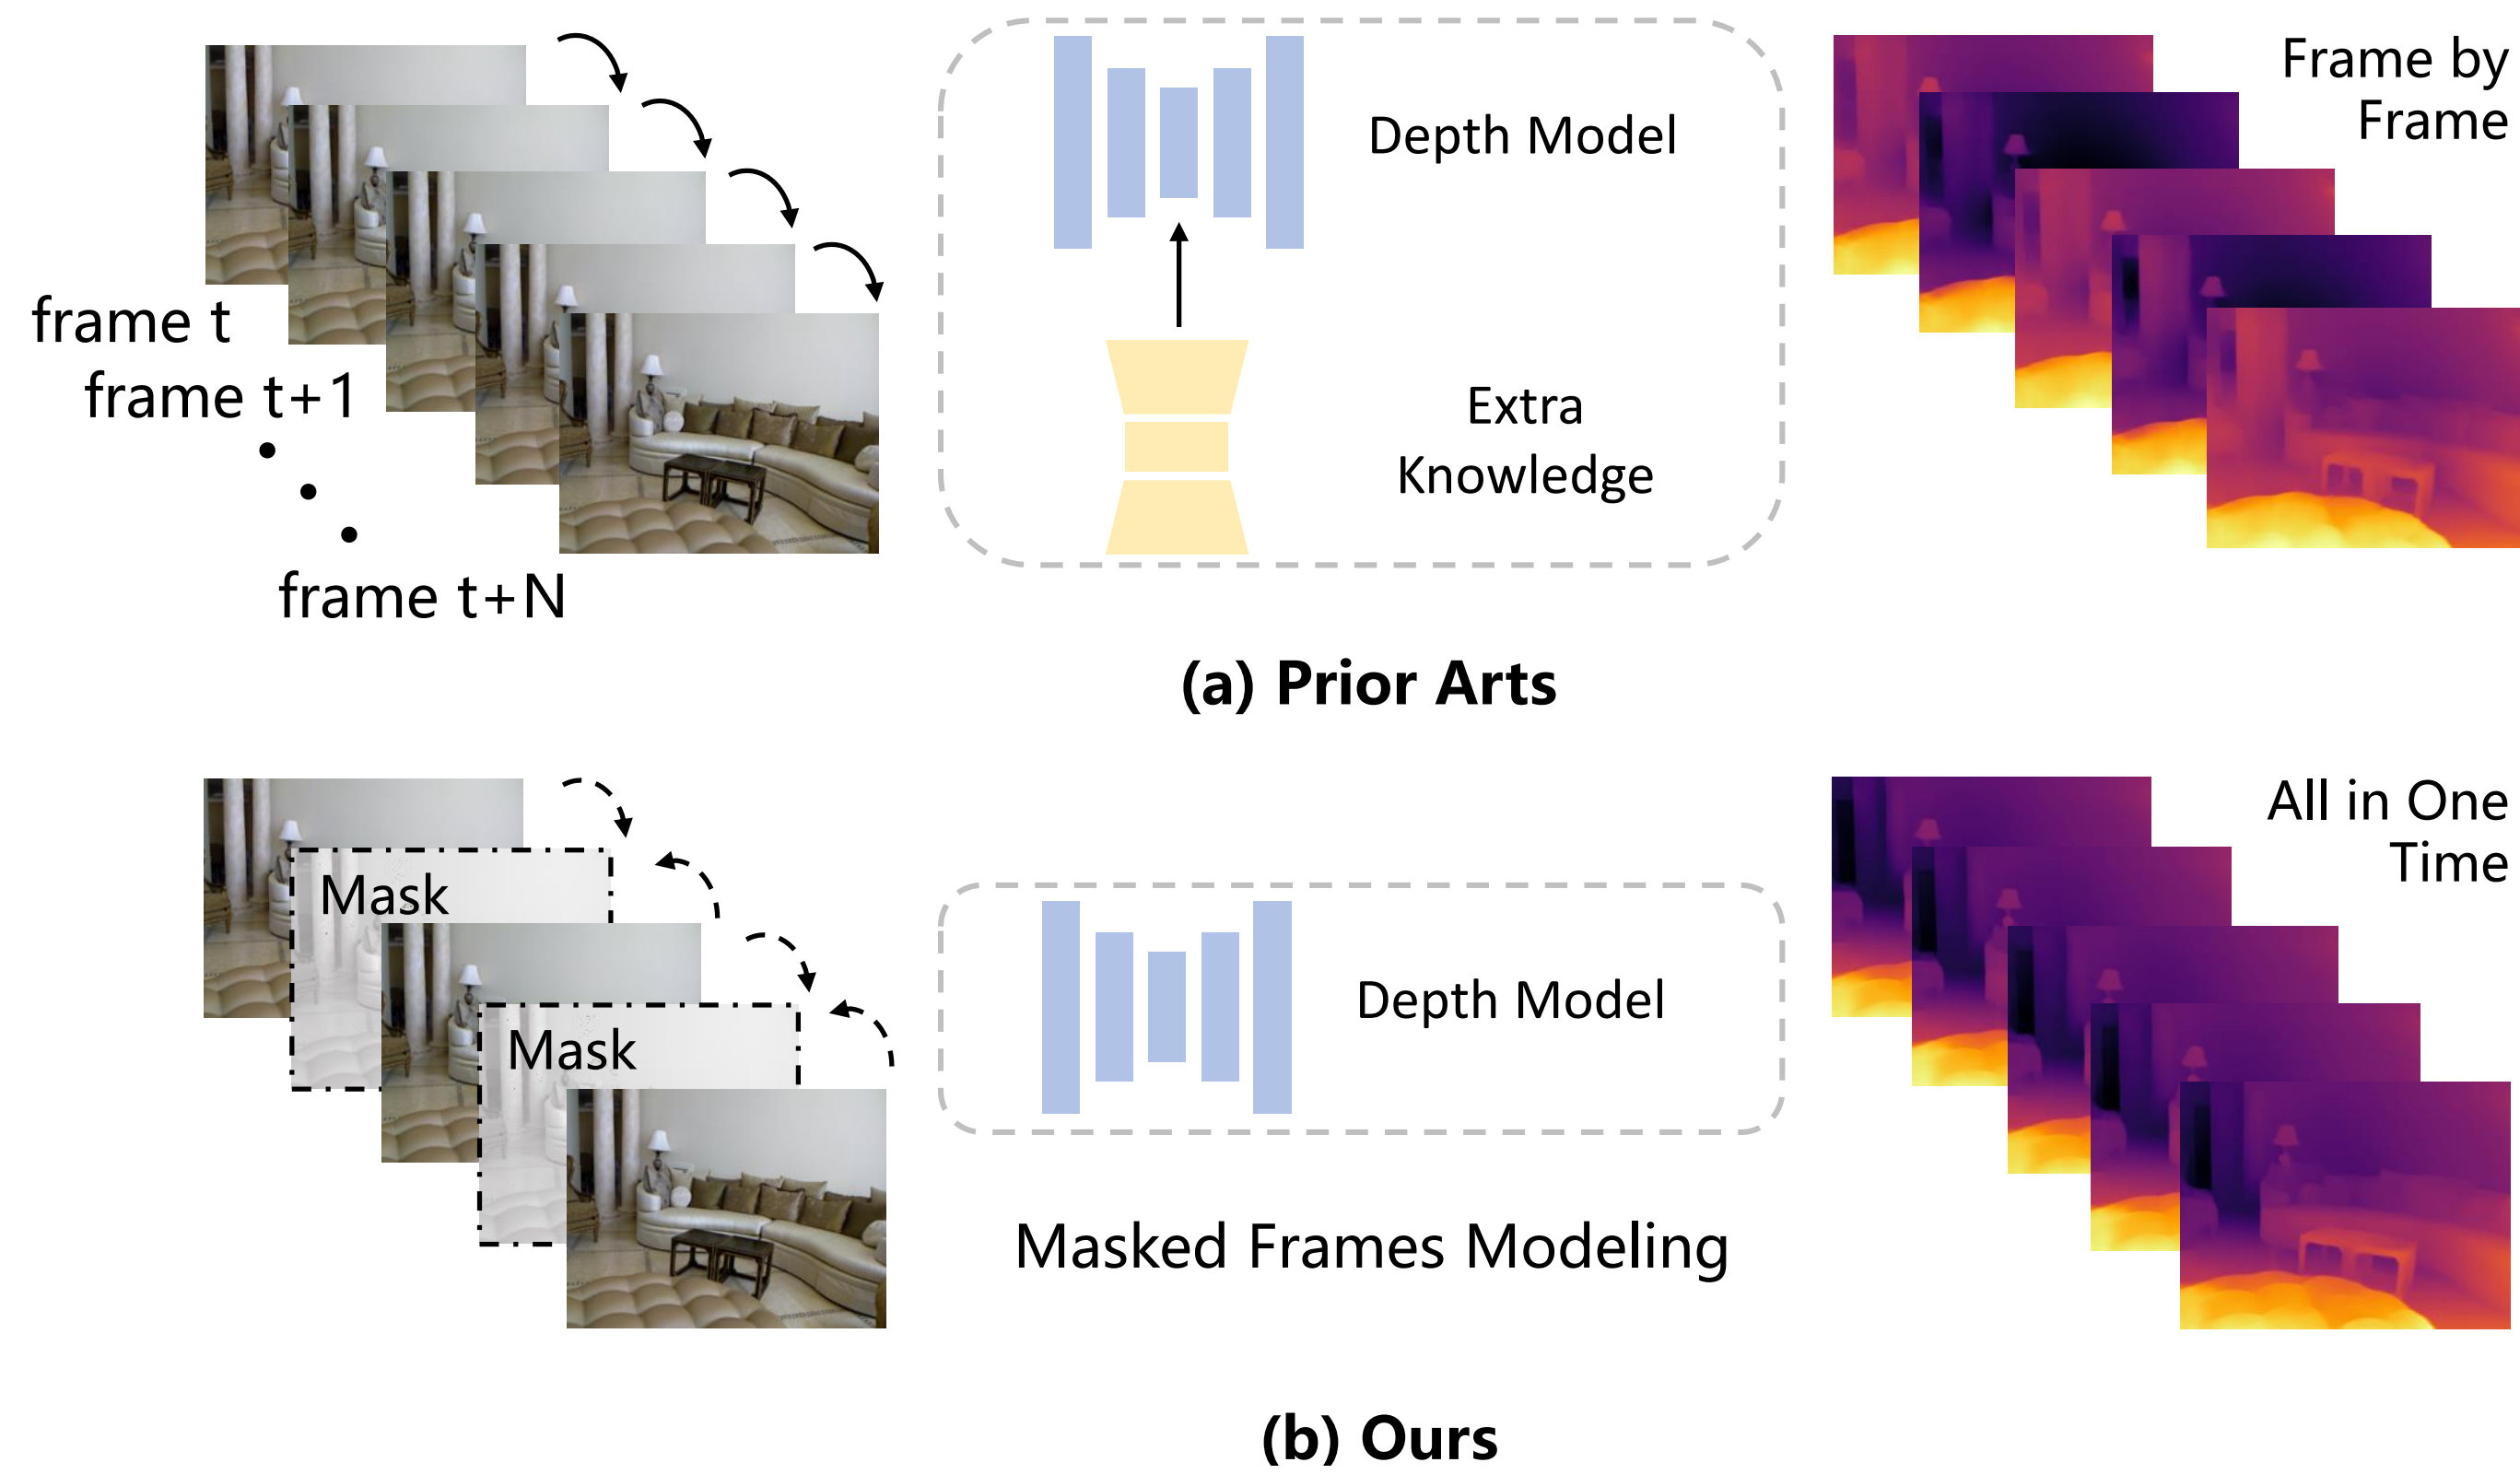 Frame by
Frame
Depth Model
frame t
frame t+1
Extra
Knowledge
frame t+N
(a) Prior Arts
All in One
Time
Mask
Mask
Depth Model
Masked Frames Modeling
(b) Ours